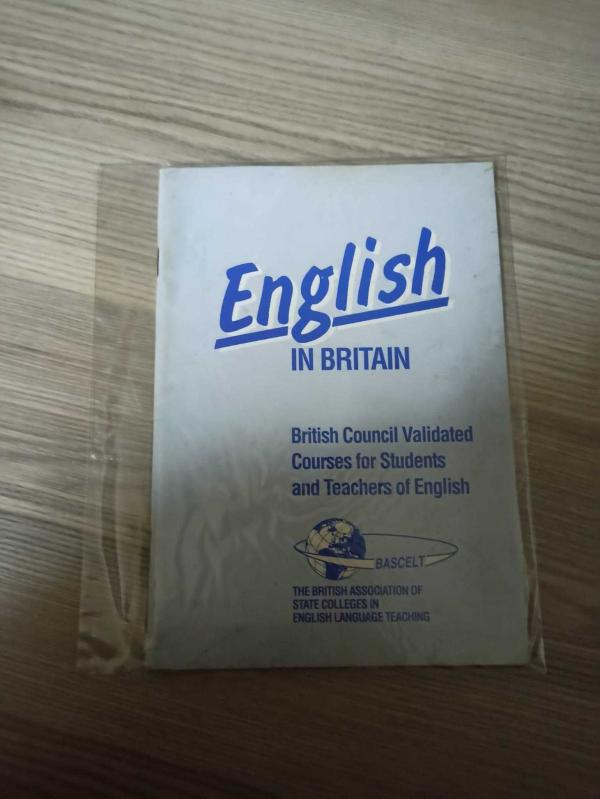 English
IN BRITAIN
British Council Validated
Courses for Students
and Teachers of English
BASCELT
THE BRITISH ASSOCIATION OF
STATE COLLEGES IN
ENGLISH LANGUAGE TEACHING